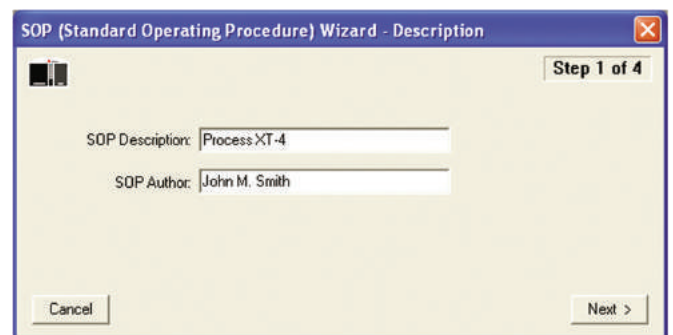 SOP (Standard Operating Procedure) Wizard - Description
Step 1 of 4
SOP Description: Process XT-4
SOP Author: John M. Smith
Cancel Next >